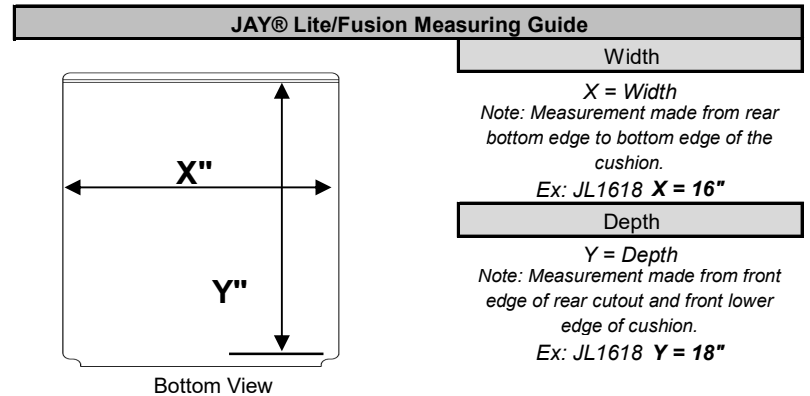 JAY® Lite/Fusion Measuring Guide
Width
X = Width
Note: Measurement made from rear
bottom edge to bottom edge of the
cushion.
Ex: JL1618 X = 16"
Depth
Y = Depth
Note: Measurement made from front
edge of rear cutout and front lower
edge of cushion.
Ex: JL1618 Y = 18"
X"
Y"
Bottom View